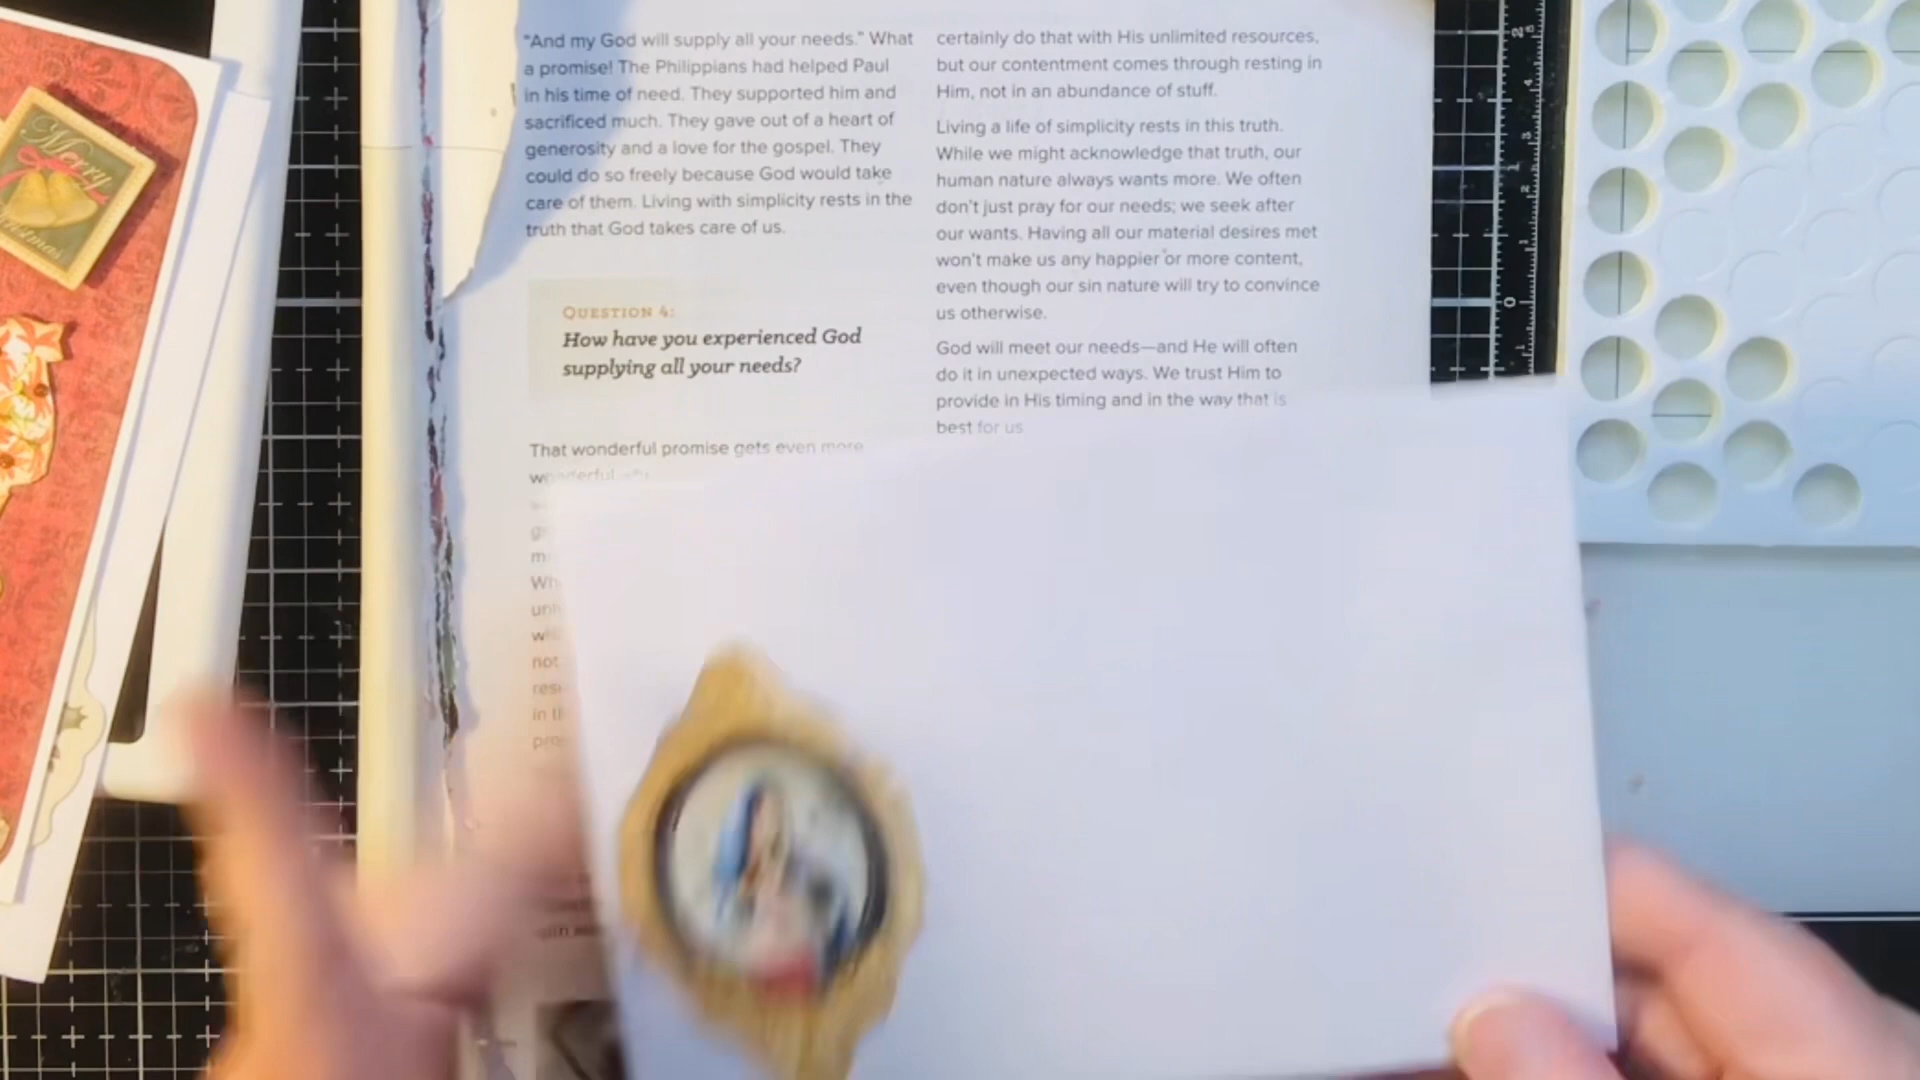 Merry
Christmas
"And my God will supply all your needs." What
a promise! The Philippians had helped Paul
in his time of need. They supported him and
sacrificed much. They gave out of a heart of
generosity and a love for the gospel. They
could do so freely because God would take
care of them. Living with simplicity rests in the
truth that God takes care of us.
QUESTION 4:
How have you experienced God
supplying all your needs?
That wonderful promise gets even more
wonderful
not
certainly do that with His unlimited resources,
but our contentment comes through resting in
Him, not in an abundance of stuff.
Living a life of simplicity rests in this truth.
While we might acknowledge that truth, our
human nature always wants more. We often
don't just pray for our needs; we seek after
our wants. Having all our material desires met
won't make us any happier or more content,
even though our sin nature will try to convince
us otherwise.
God will meet our needs—and He will often
do it in unexpected ways. We trust Him to
provide in His timing and in the way that is
best for us